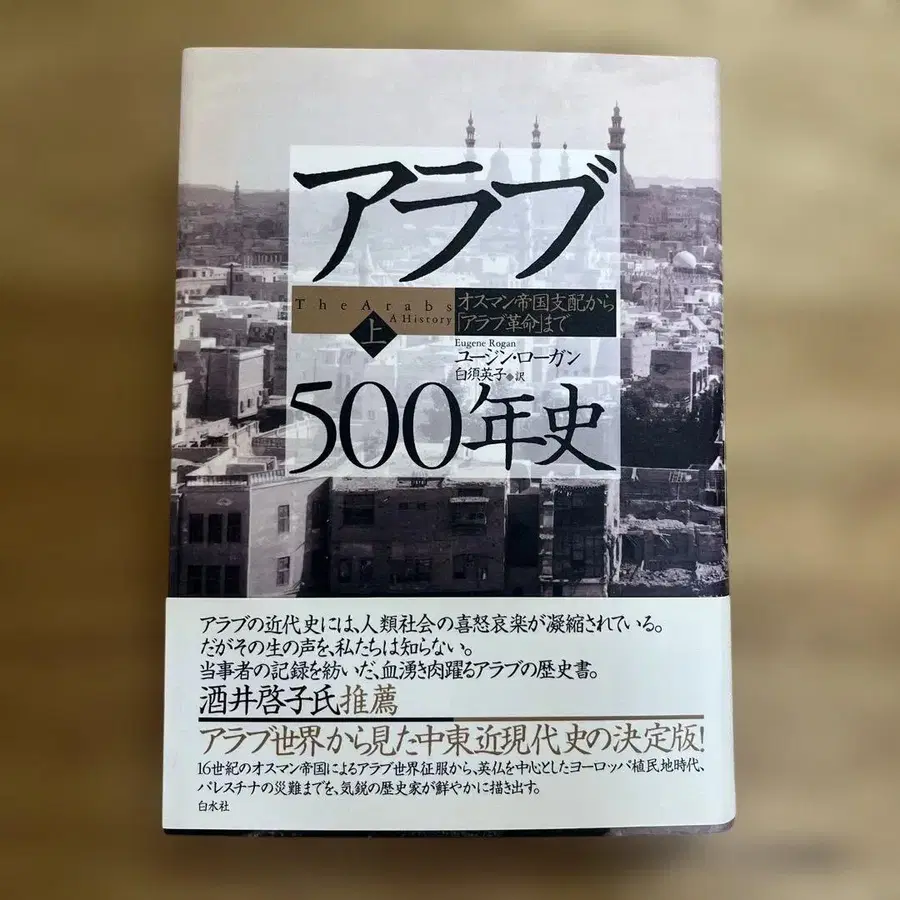 アラブ
The Arabs
A History
上
オスマン帝国支配から
「アラブ革命」まで
Eugene Rogan
ユージン・ローガン
白須英子◆訳
500年史
アラブの近代史には、人類社会の喜怒哀楽が凝縮されている。
だがその生の声を、私たちは知らない。
当事者の記録を紡いだ、血湧き肉躍るアラブの歴史書。
酒井啓子氏推薦
アラブ世界から見た中東近現代史の決定版!
16世紀のオスマン帝国によるアラブ世界征服から、英仏を中心としたヨーロッパ植民地時代、
パレスチナの災難までを、気鋭の歴史家が鮮やかに描き出す。
白水社